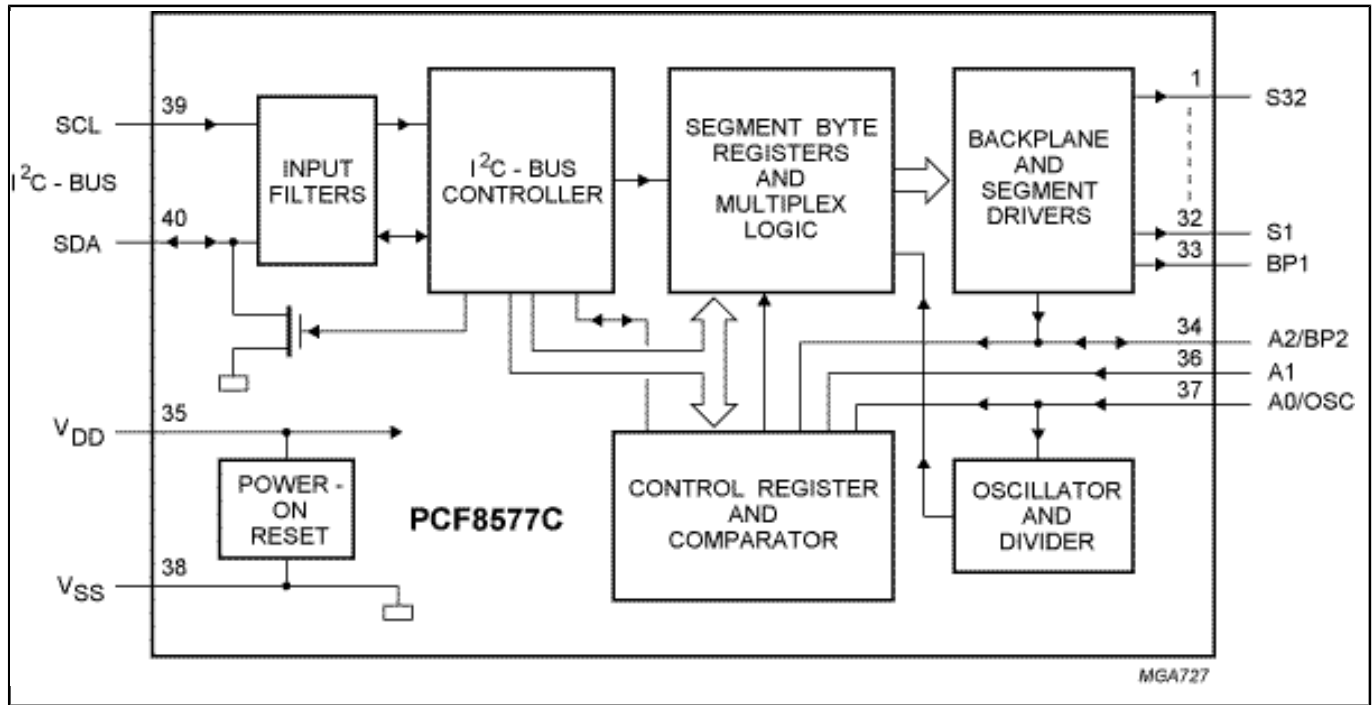 39
SCL
I²C - BUS
40
SDA
INPUT
FILTERS
I²C - BUS
CONTROLLER
SEGMENT BYTE
REGISTERS
AND
MULTIPLEX
LOGIC
BACKPLANE
AND
SEGMENT
DRIVERS
1
S32
32
S1
33
BP1
34
A2/BP2
36
A1
37
A0/OSC
35
VDD
POWER -
ON
RESET
38
VSS
PCF8577C
CONTROL REGISTER
AND
COMPARATOR
OSCILLATOR
AND
DIVIDER
MGA727